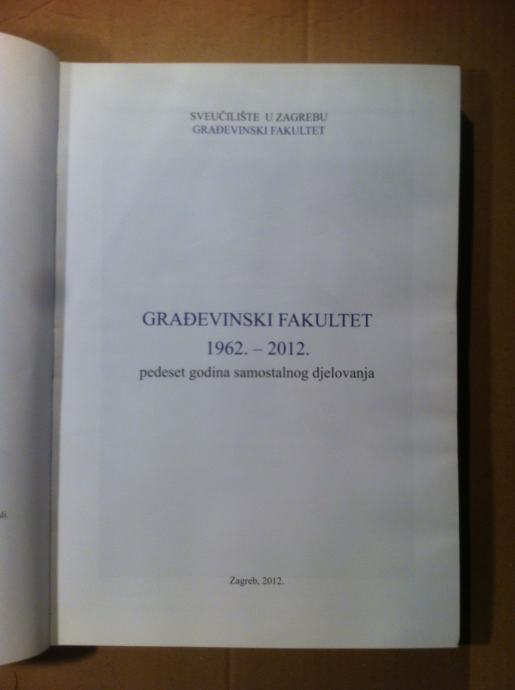 SVEUČILIŠTE U ZAGREBU
GRAĐEVINSKI FAKULTET
GRAĐEVINSKI FAKULTET
1962. – 2012.
pedeset godina samostalnog djelovanja
Zagreb, 2012.